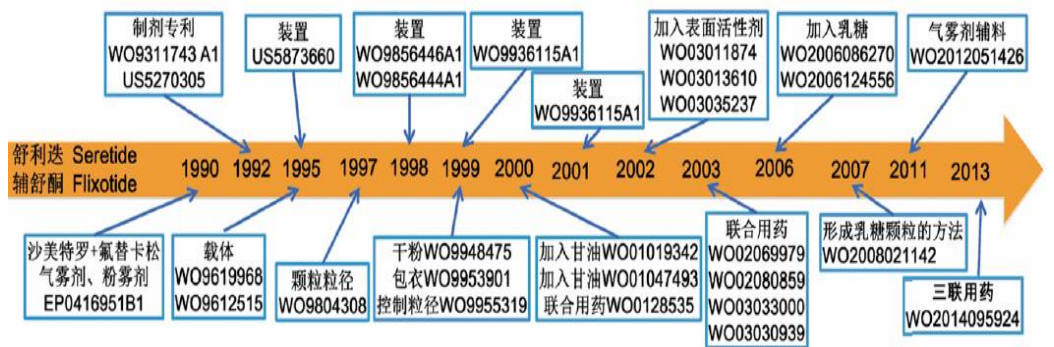 制剂专利
WO9311743 A1
US5270305
装置
US5873660
装置
WO9856446A1
WO9856444A1
装置
WO9936115A1
装置
WO9936115A1
加入表面活性剂
WO03011874
WO03013610
WO03035237
加入乳糖
WO2006086270
WO2006124556
气雾剂辅料
WO2012051426
舒利迭 Seretide
辅舒酮 Flixotide
1990 1992 1995 1997 1998 1999 2000 2001 2002 2003 2006 2007 2011 2013
沙美特罗+氟替卡松
气雾剂、粉雾剂
EP0416951B1
载体
WO9619968
WO9612515
颗粒粒径
WO9804308
干粉WO9948475
包衣WO9953901
控制粒径WO9955319
加入甘油WO01019342
加入甘油WO01047493
联合用药WO0128535
联合用药
WO02069979
WO02080859
WO03033000
WO03030939
形成乳糖颗粒的方法
WO2008021142
三联用药
WO2014095924